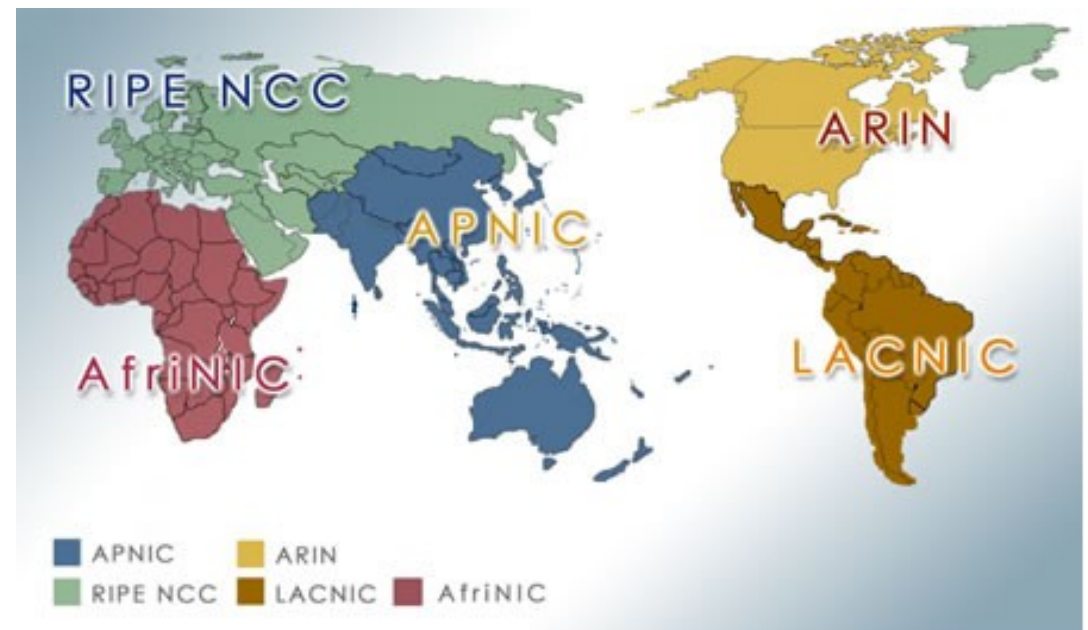 RIPE NCC
ARIN
APNIC
AfriNIC
LACNIC
APNIC ARIN
RIPE NCC LACNIC AfriNIC